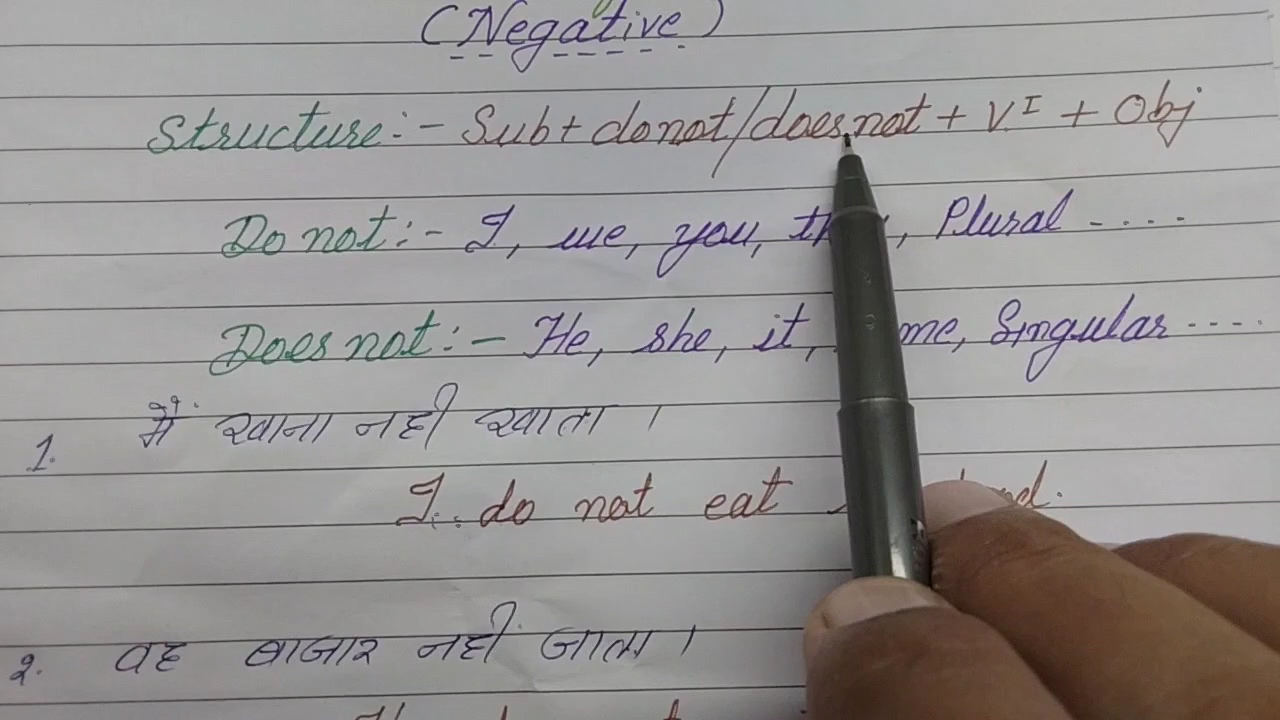 (Negative)
Structure:- Sub + do not/does not + V I + Obj
Do not:- I, we, you, , Plural ----
Does not:- He, she, it, , Singular ----
1. मैं खाना नही खाता ।
I do not eat
2. वह बाजार नहीं जाता ।